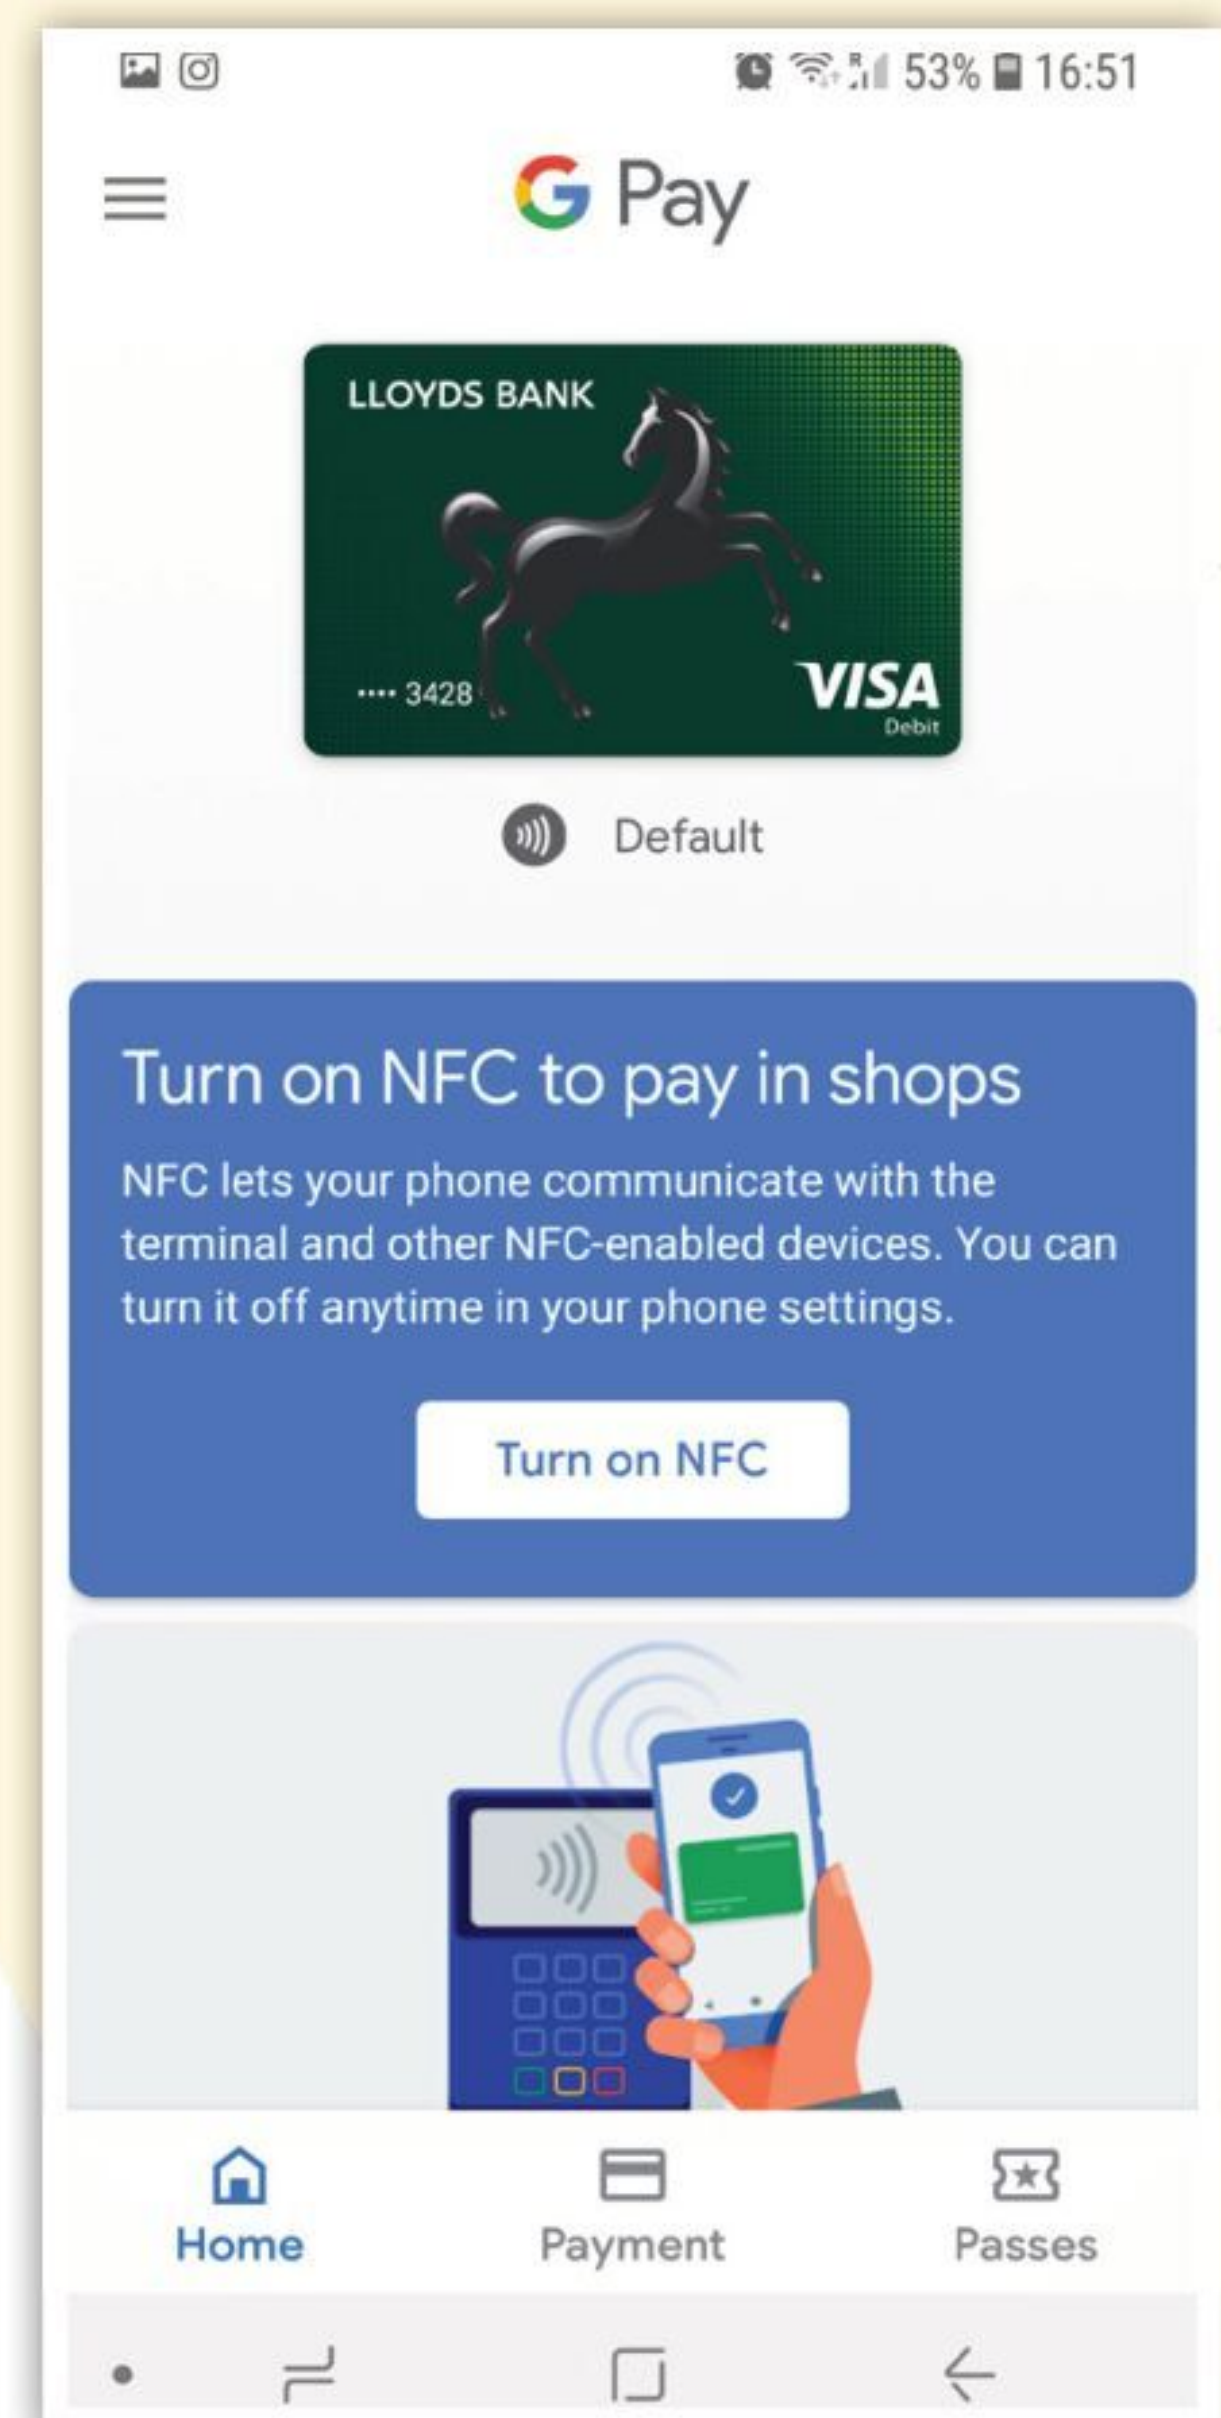 53% 16:51
G Pay
LLOYDS BANK
•••• 3428
VISA
Debit
Default
Turn on NFC to pay in shops
NFC lets your phone communicate with the
terminal and other NFC-enabled devices. You can
turn it off anytime in your phone settings.
Turn on NFC
Home Payment Passes